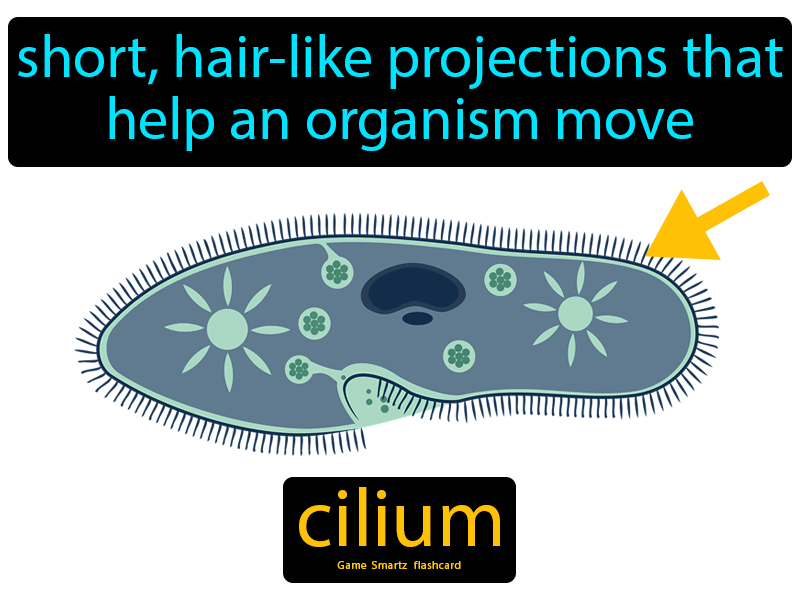 short, hair-like projections that
help an organism move
cilium
Game Smartz flashcard